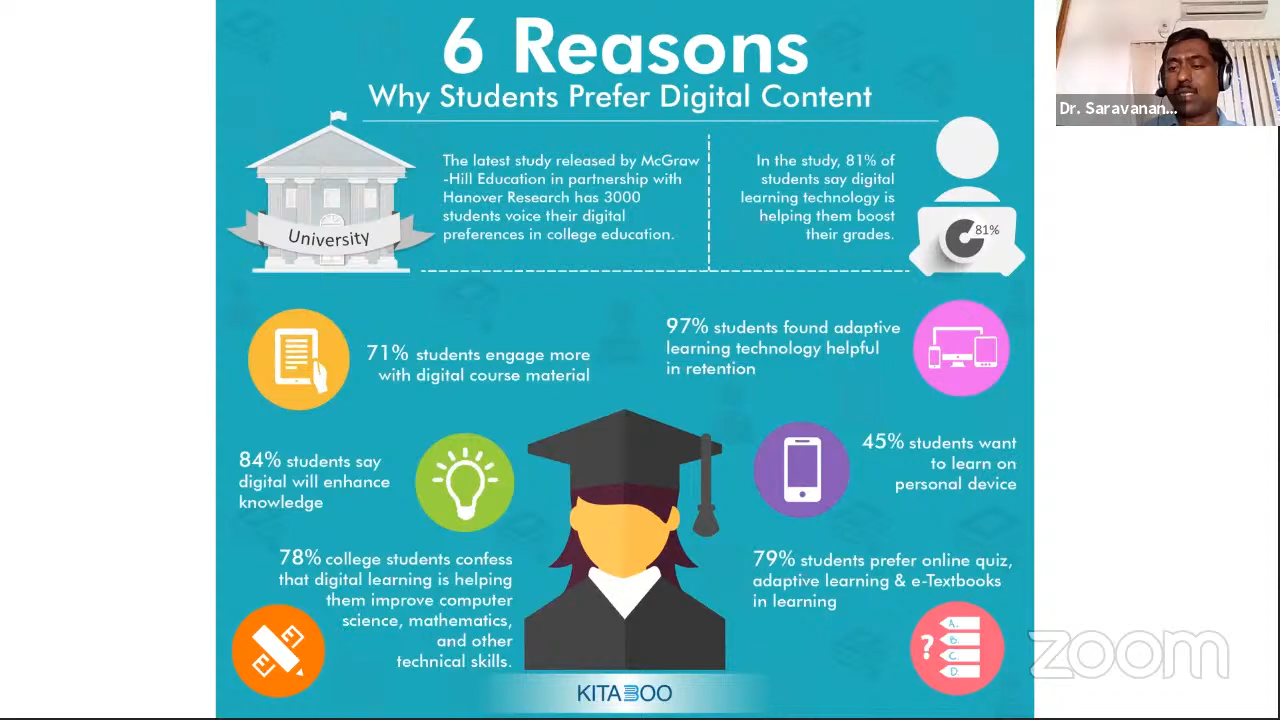 6 Reasons
Why Students Prefer Digital Content
The latest study released by McGraw
-Hill Education in partnership with
Hanover Research has 3000
students voice their digital
preferences in college education.
In the study, 81% of
students say digital
learning technology is
helping them boost
their grades.
University
81%
71% students engage more
with digital course material
97% students found adaptive
learning technology helpful
in retention
84% students say
digital will enhance
knowledge
45% students want
to learn on
personal device
78% college students confess
that digital learning is helping
them improve computer
science, mathematics,
and other
technical skills.
79% students prefer online quiz,
adaptive learning & e-Textbooks
in learning
?
A.
B.
C.
D.
KITABOO
Dr. Saravanan...
zoom